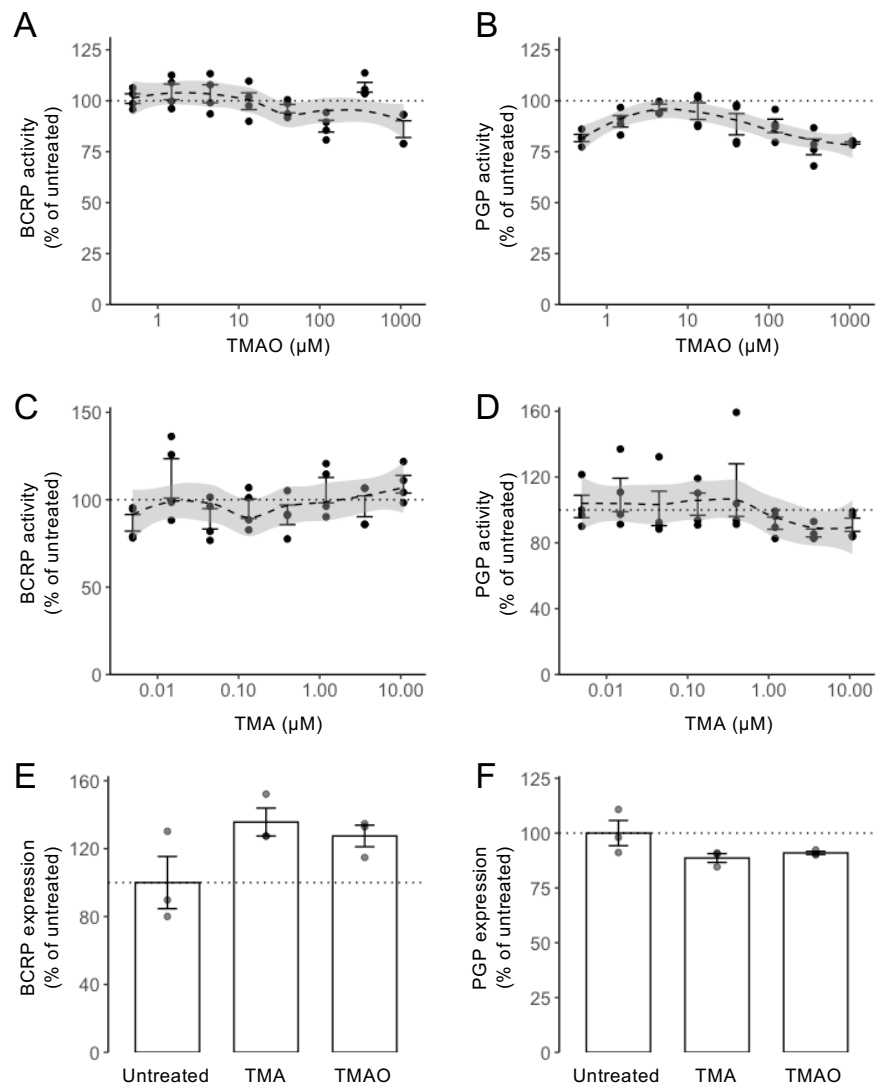 A
BCRP activity
(% of untreated)
125
100
75
50
25
0
1
10
100
1000
TMAO (µM)
B
PGP activity
(% of untreated)
125
100
75
50
25
0
1
10
100
1000
TMAO (µM)
C
BCRP activity
(% of untreated)
150
100
50
0
0.01
0.10
1.00
10.00
TMA (µM)
D
PGP activity
(% of untreated)
160
120
80
40
0
0.01
0.10
1.00
10.00
TMA (µM)
E
BCRP expression
(% of untreated)
160
120
80
40
0
Untreated
TMA
TMAO
F
PGP expression
(% of untreated)
125
100
75
50
25
0
Untreated
TMA
TMAO